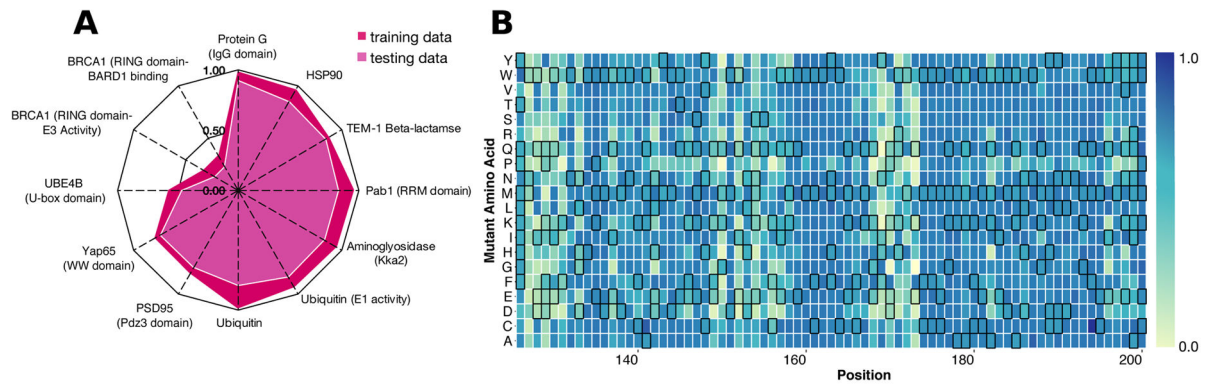 A
Protein G
(IgG domain)
training data
testing data
BRCA1 (RING domain-
BARD1 binding
1.00
HSP90
BRCA1 (RING domain-
E3 Activity)
0.50
TEM-1 Beta-lactamse
UBE4B
(U-box domain)
0.00
Pab1 (RRM domain)
Yap65
(WW domain)
Aminoglyosidase
(Kka2)
PSD95
(Pdz3 domain)
Ubiquitin
Ubiquitin (E1 activity)
B
Mutant Amino Acid
Y
W
V
T
S
R
Q
P
N
M
L
K
I
H
G
F
E
D
C
A
140
160
180
200
Position
1.0
0.0